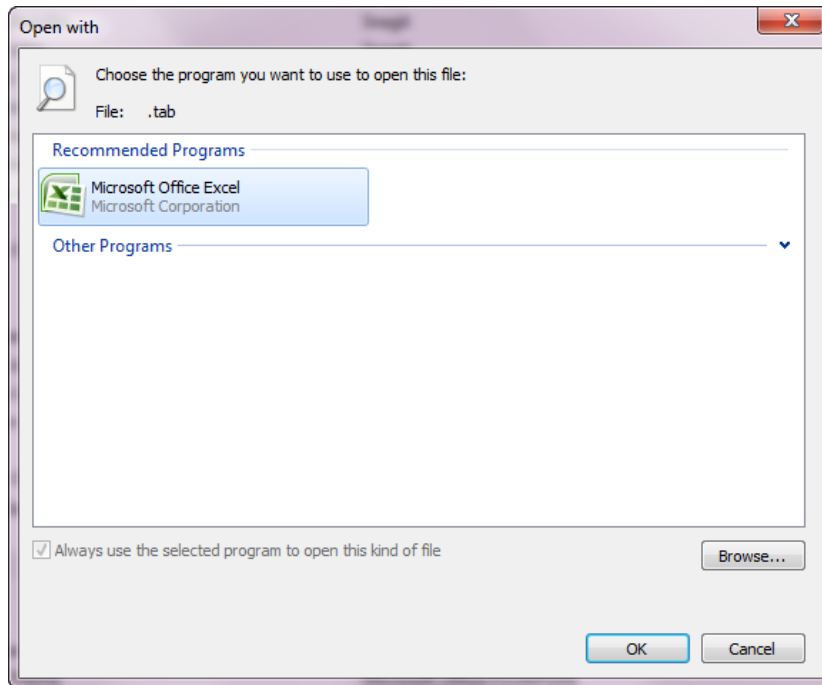 Open with
Choose the program you want to use to open this file:
File: .tab
Recommended Programs
Microsoft Office Excel
Microsoft Corporation
Other Programs
Always use the selected program to open this kind of file
Browse...
OK
Cancel